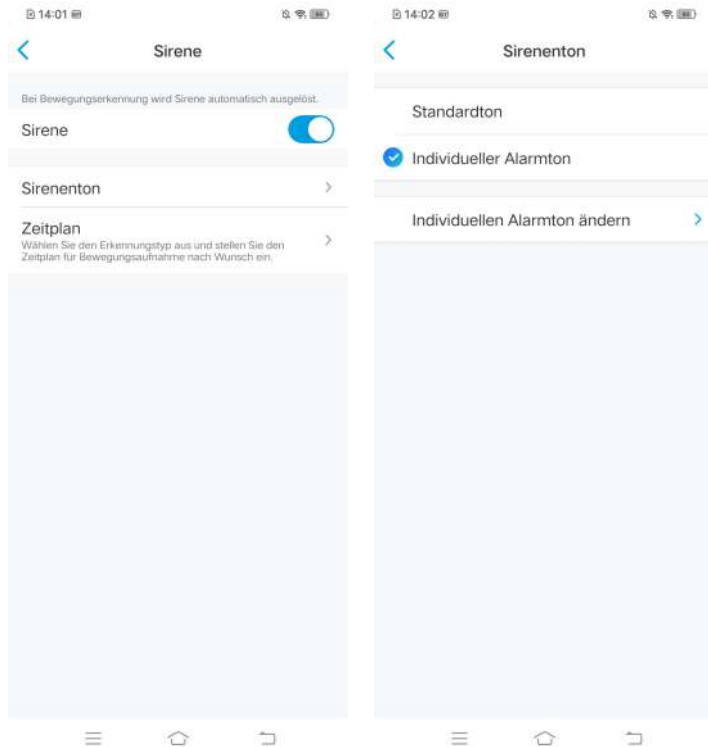 14:01
Sirene
Bei Bewegungserkennung wird Sirene automatisch ausgelöst.
Sirene
Sirenenton
Zeitplan
Wählen Sie den Erkennungstyp aus und stellen Sie den
Zeitplan für Bewegungsaufnahme nach Wunsch ein.
14:02
Sirenenton
Standardton
Individueller Alarmton
Individuellen Alarmton ändern